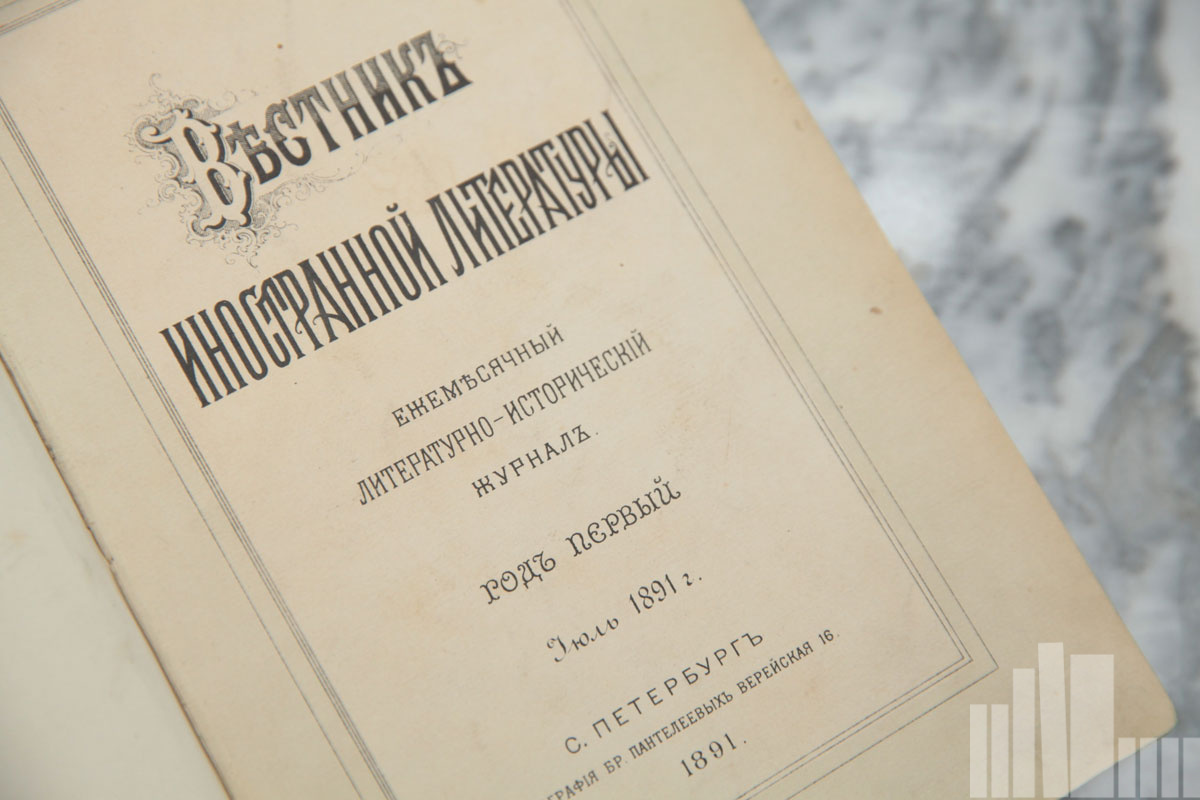 Вѣстникъ
иностранной литературы
ежемѣсячный
литературно-историческій
журналъ.
годъ первый
Іюль 1891 г.
С. ПЕТЕРБУРГЪ
БР. ПАНТЕЛЕЕВЫХЪ ВЕРЕЙСКАЯ 16.
1891.